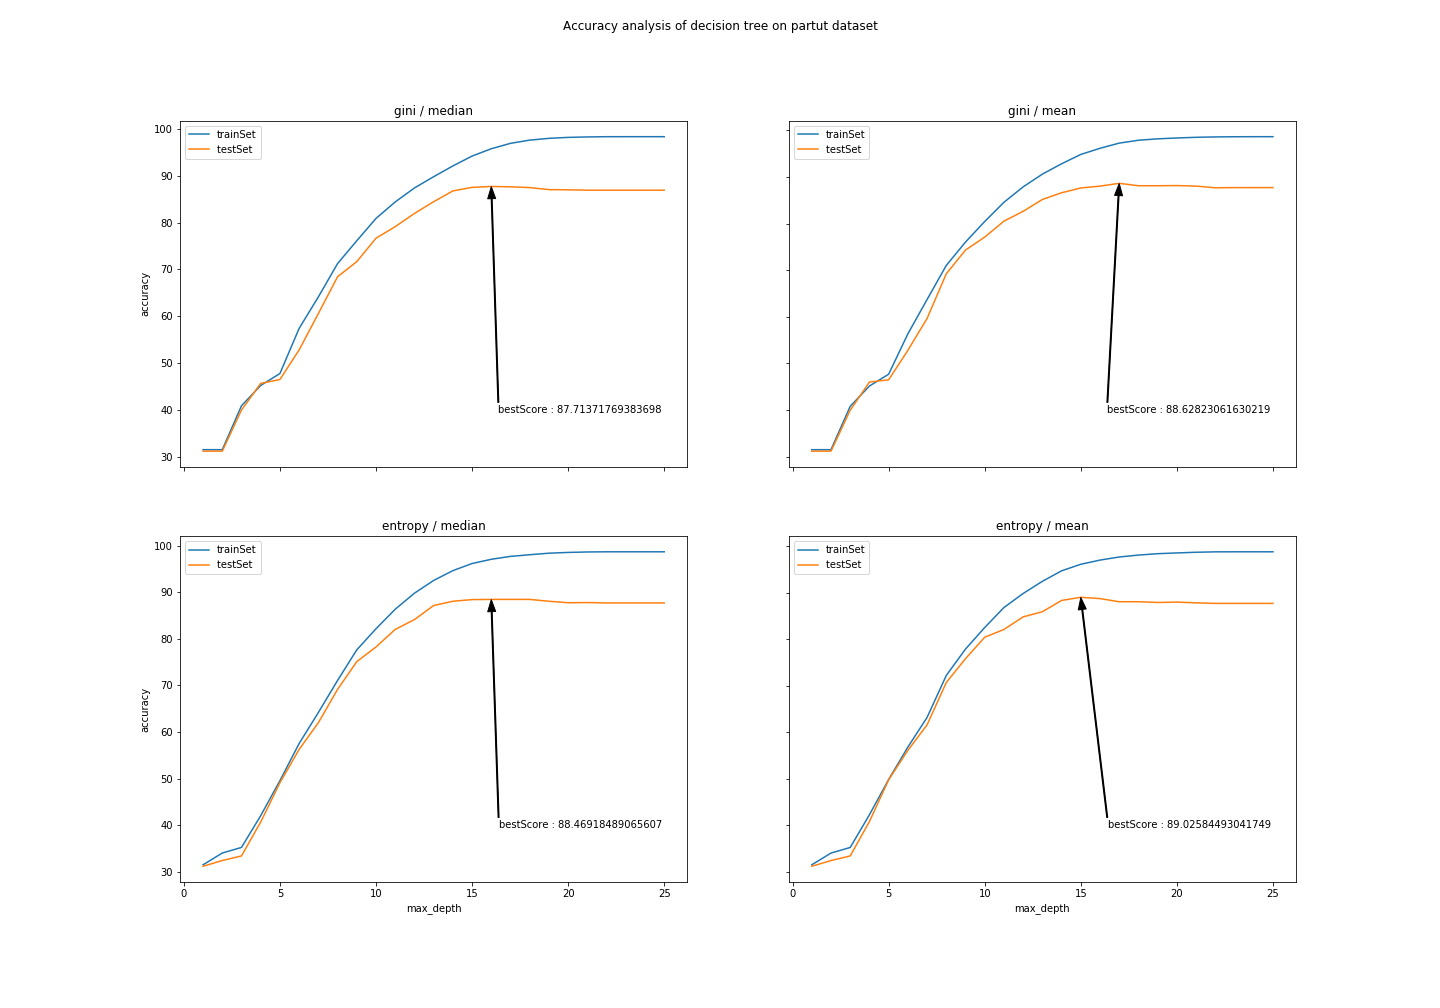 Accuracy analysis of decision tree on partut dataset
gini / median
trainSet
testSet
100
90
80
70
60
50
40
30
accuracy
bestScore : 87.71371769383698
gini / mean
trainSet
testSet
bestScore : 88.62823061630219
entropy / median
trainSet
testSet
100
90
80
70
60
50
40
30
accuracy
bestScore : 88.46918489065607
0 5 10 15 20 25
max_depth
entropy / mean
trainSet
testSet
bestScore : 89.02584493041749
0 5 10 15 20 25
max_depth